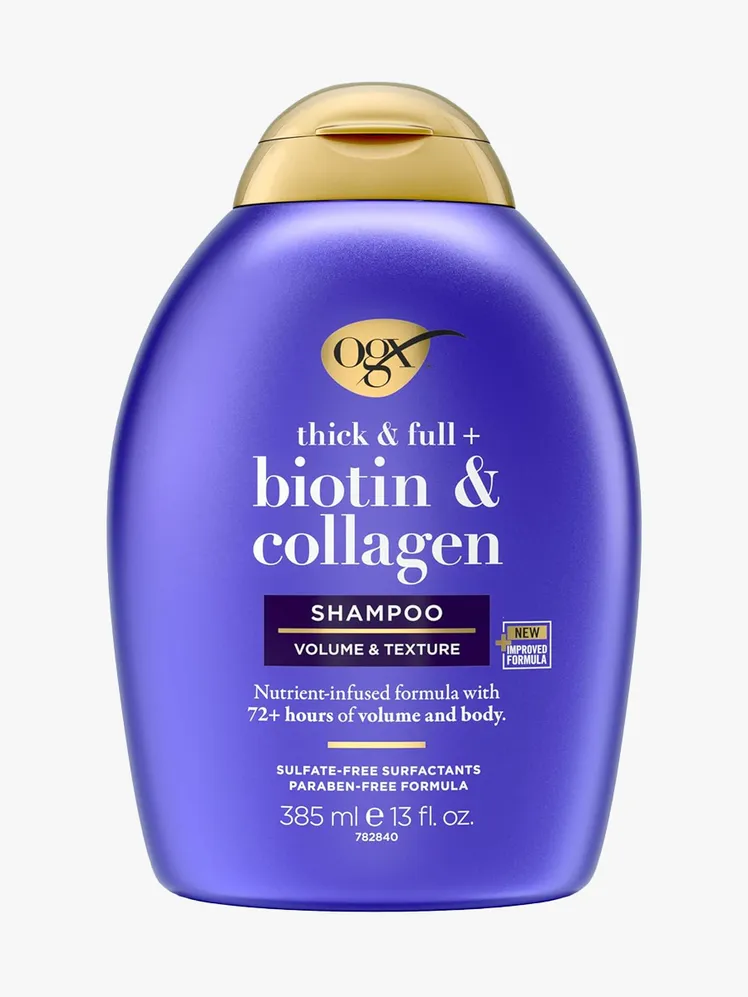 ogx
thick & full +
biotin &
collagen
SHAMPOO
VOLUME & TEXTURE
NEW
+IMPROVED
FORMULA
Nutrient-infused formula with
72+ hours of volume and body.
SULFATE-FREE SURFACTANTS
PARABEN-FREE FORMULA
385 ml e 13 fl. oz.
782840